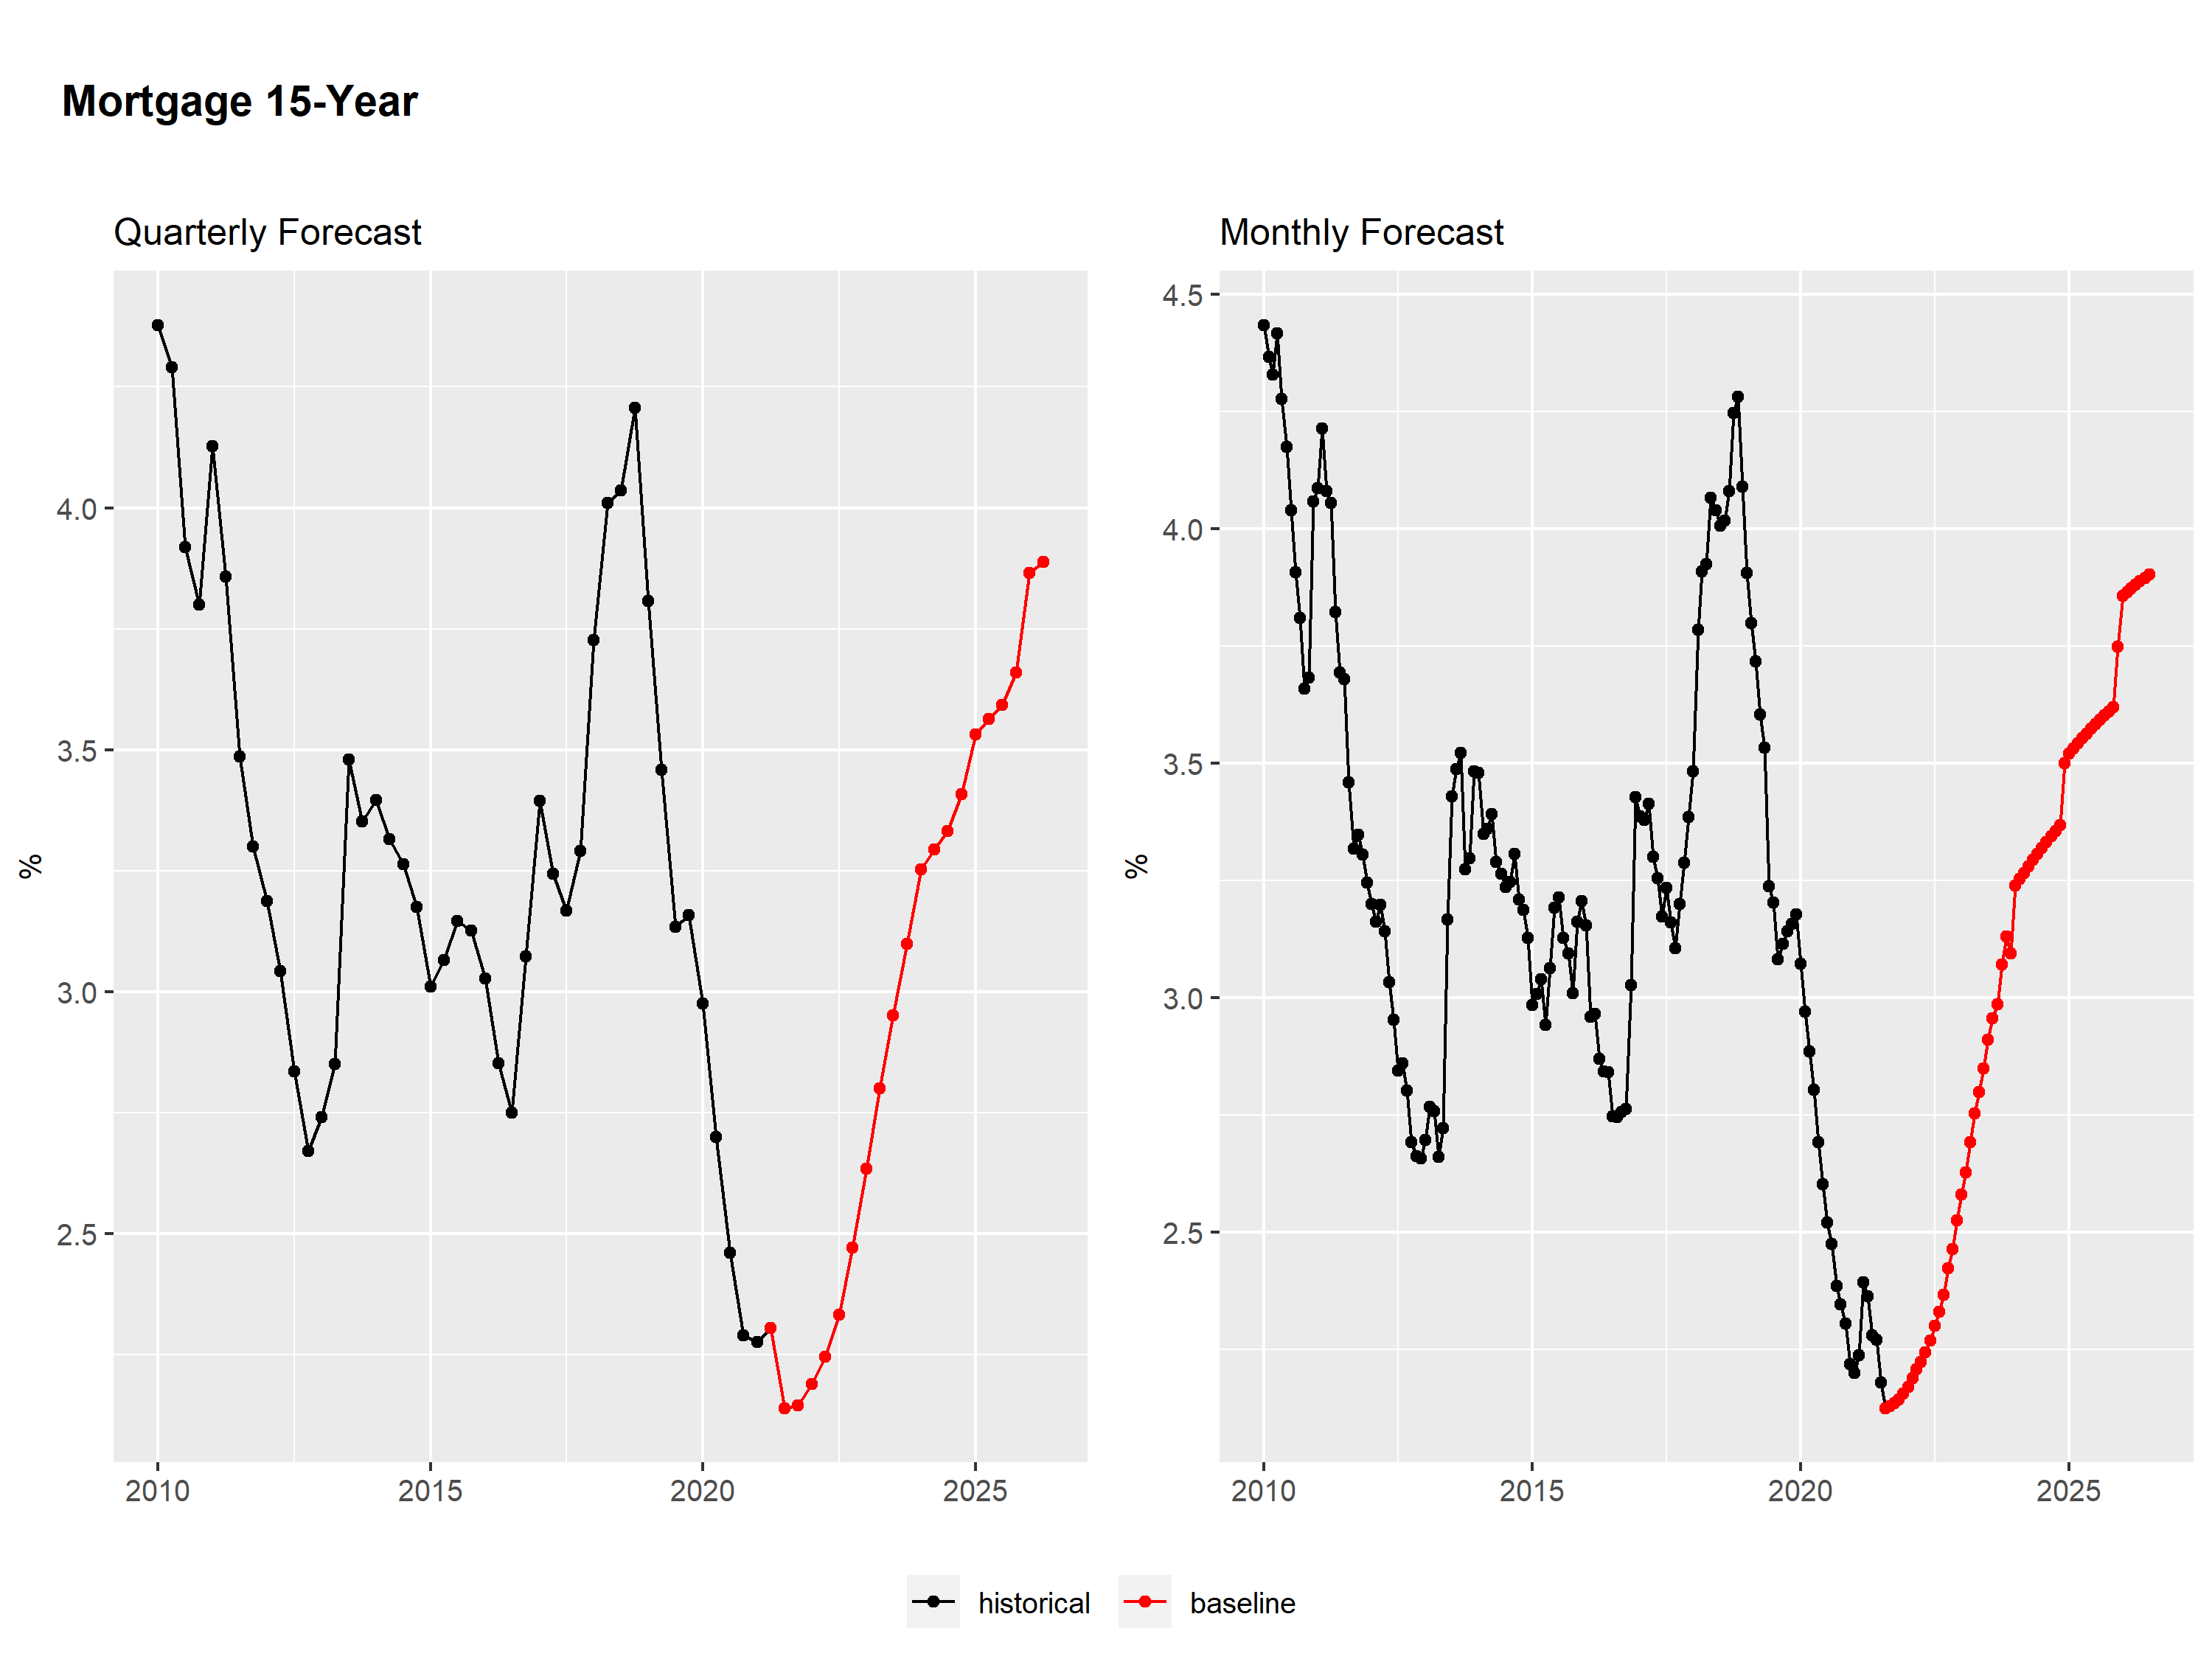 Mortgage 15-Year
Quarterly Forecast
%
4.0
3.5
3.0
2.5
2010 2015 2020 2025
Monthly Forecast
%
4.5
4.0
3.5
3.0
2.5
2010 2015 2020 2025
historical baseline